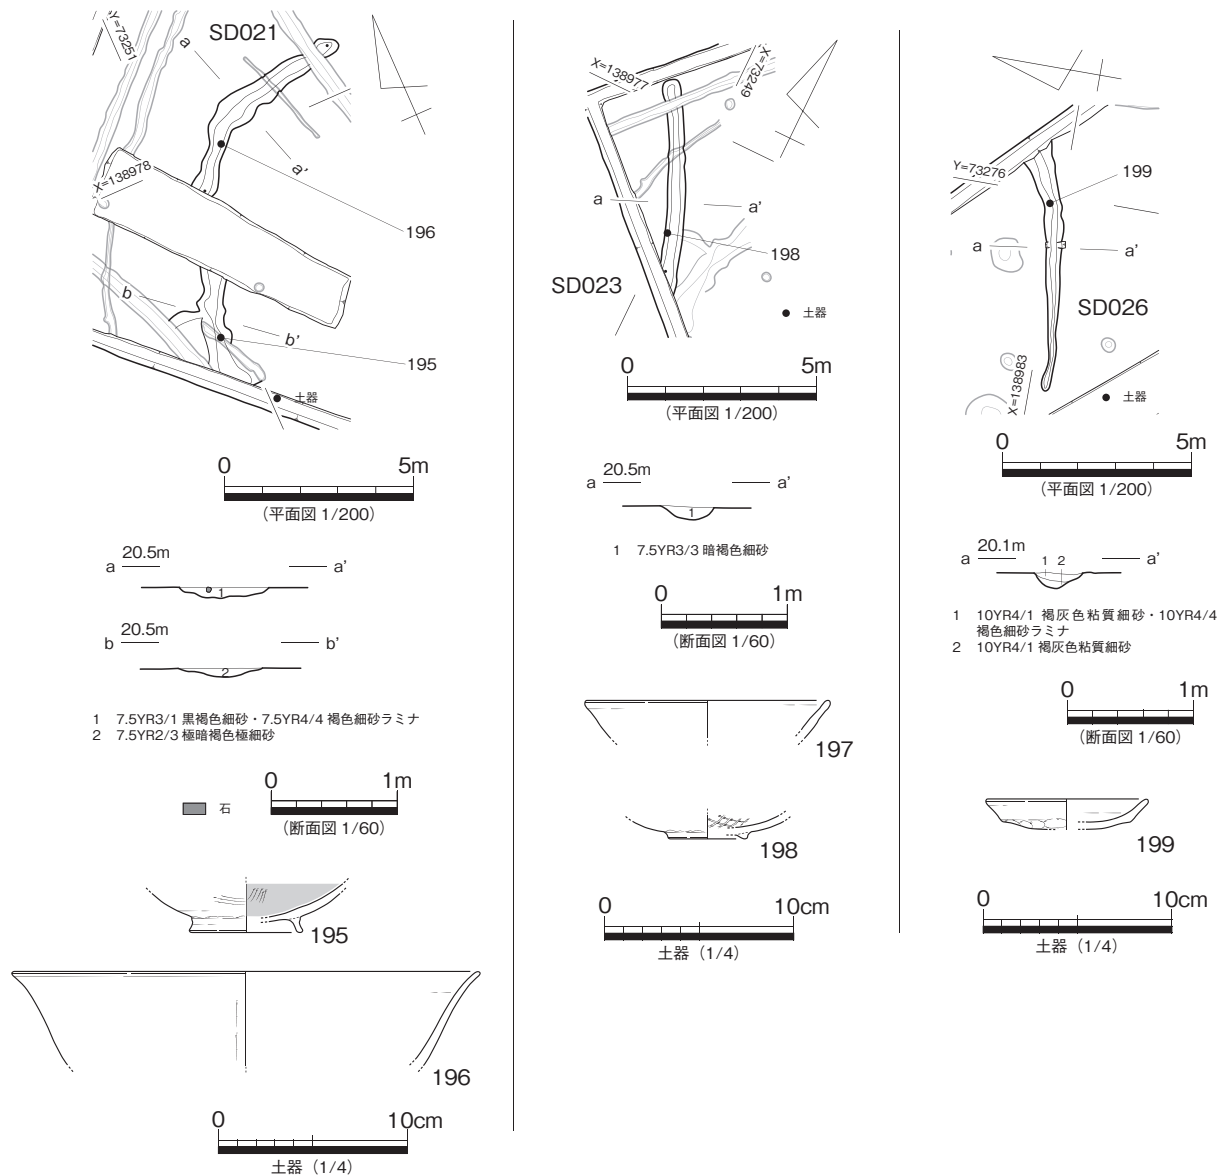 SD021
Y=73251
a
a'
X=138978
196
b
b'
195
土器
0 5m
(平面図 1/200)
20.5m
a a'
1
20.5m
b b'
2
1 7.5YR3/1 黒褐色細砂・7.5YR4/4 褐色細砂ラミナ
2 7.5YR2/3 極暗褐色極細砂
石
0 1m
(断面図 1/60)
195
196
0 10cm
土器（1/4）
X=138977
X=73249
a a'
198
SD023
土器
0 5m
(平面図 1/200)
20.5m
a a'
1
1 7.5YR3/3 暗褐色細砂
0 1m
(断面図 1/60)
197
198
0 10cm
土器（1/4）
Y=73276
199
a a'
SD026
X=138983
土器
0 5m
(平面図 1/200)
20.1m
a a'
1 2
1 10YR4/1 褐灰色粘質細砂・10YR4/4
褐色細砂ラミナ
2 10YR4/1 褐灰色粘質細砂
0 1m
(断面図 1/60)
199
0 10cm
土器（1/4）